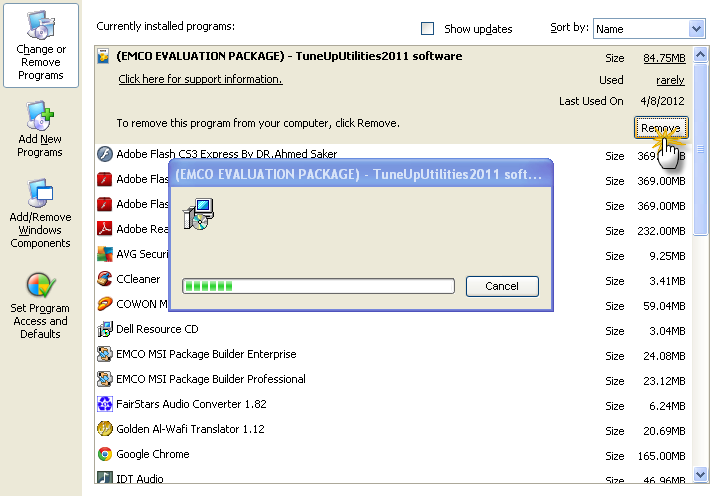 Change or
Remove
Programs
Add New
Programs
Add/Remove
Windows
Components
Set Program
Access and
Defaults
Currently installed programs:
Show updates
Sort by:
Name
(EMCO EVALUATION PACKAGE) - TuneUpUtilities2011 software
Size 84.75MB
Click here for support information.
Used rarely
Last Used On 4/8/2012
To remove this program from your computer, click Remove.
Remove
Adobe Flash CS3 Express By DR.Ahmed Saker
Size 369.
Adobe Flas
Size 369.00MB
Adobe Flas
Size 369.00MB
Adobe Rea
Size 232.00MB
AVG Securi
Size 9.25MB
CCleaner
Size 3.41MB
COWON M
Size 59.04MB
(EMCO EVALUATION PACKAGE) - TuneUpUtilities2011 soft...
Cancel
Dell Resource CD
Size 3.04MB
EMCO MSI Package Builder Enterprise
Size 24.08MB
EMCO MSI Package Builder Professional
Size 23.12MB
FairStars Audio Converter 1.82
Size 6.24MB
Golden Al-Wafi Translator 1.12
Size 20.69MB
Google Chrome
Size 165.00MB
IDT Audio
Size 46.96MB